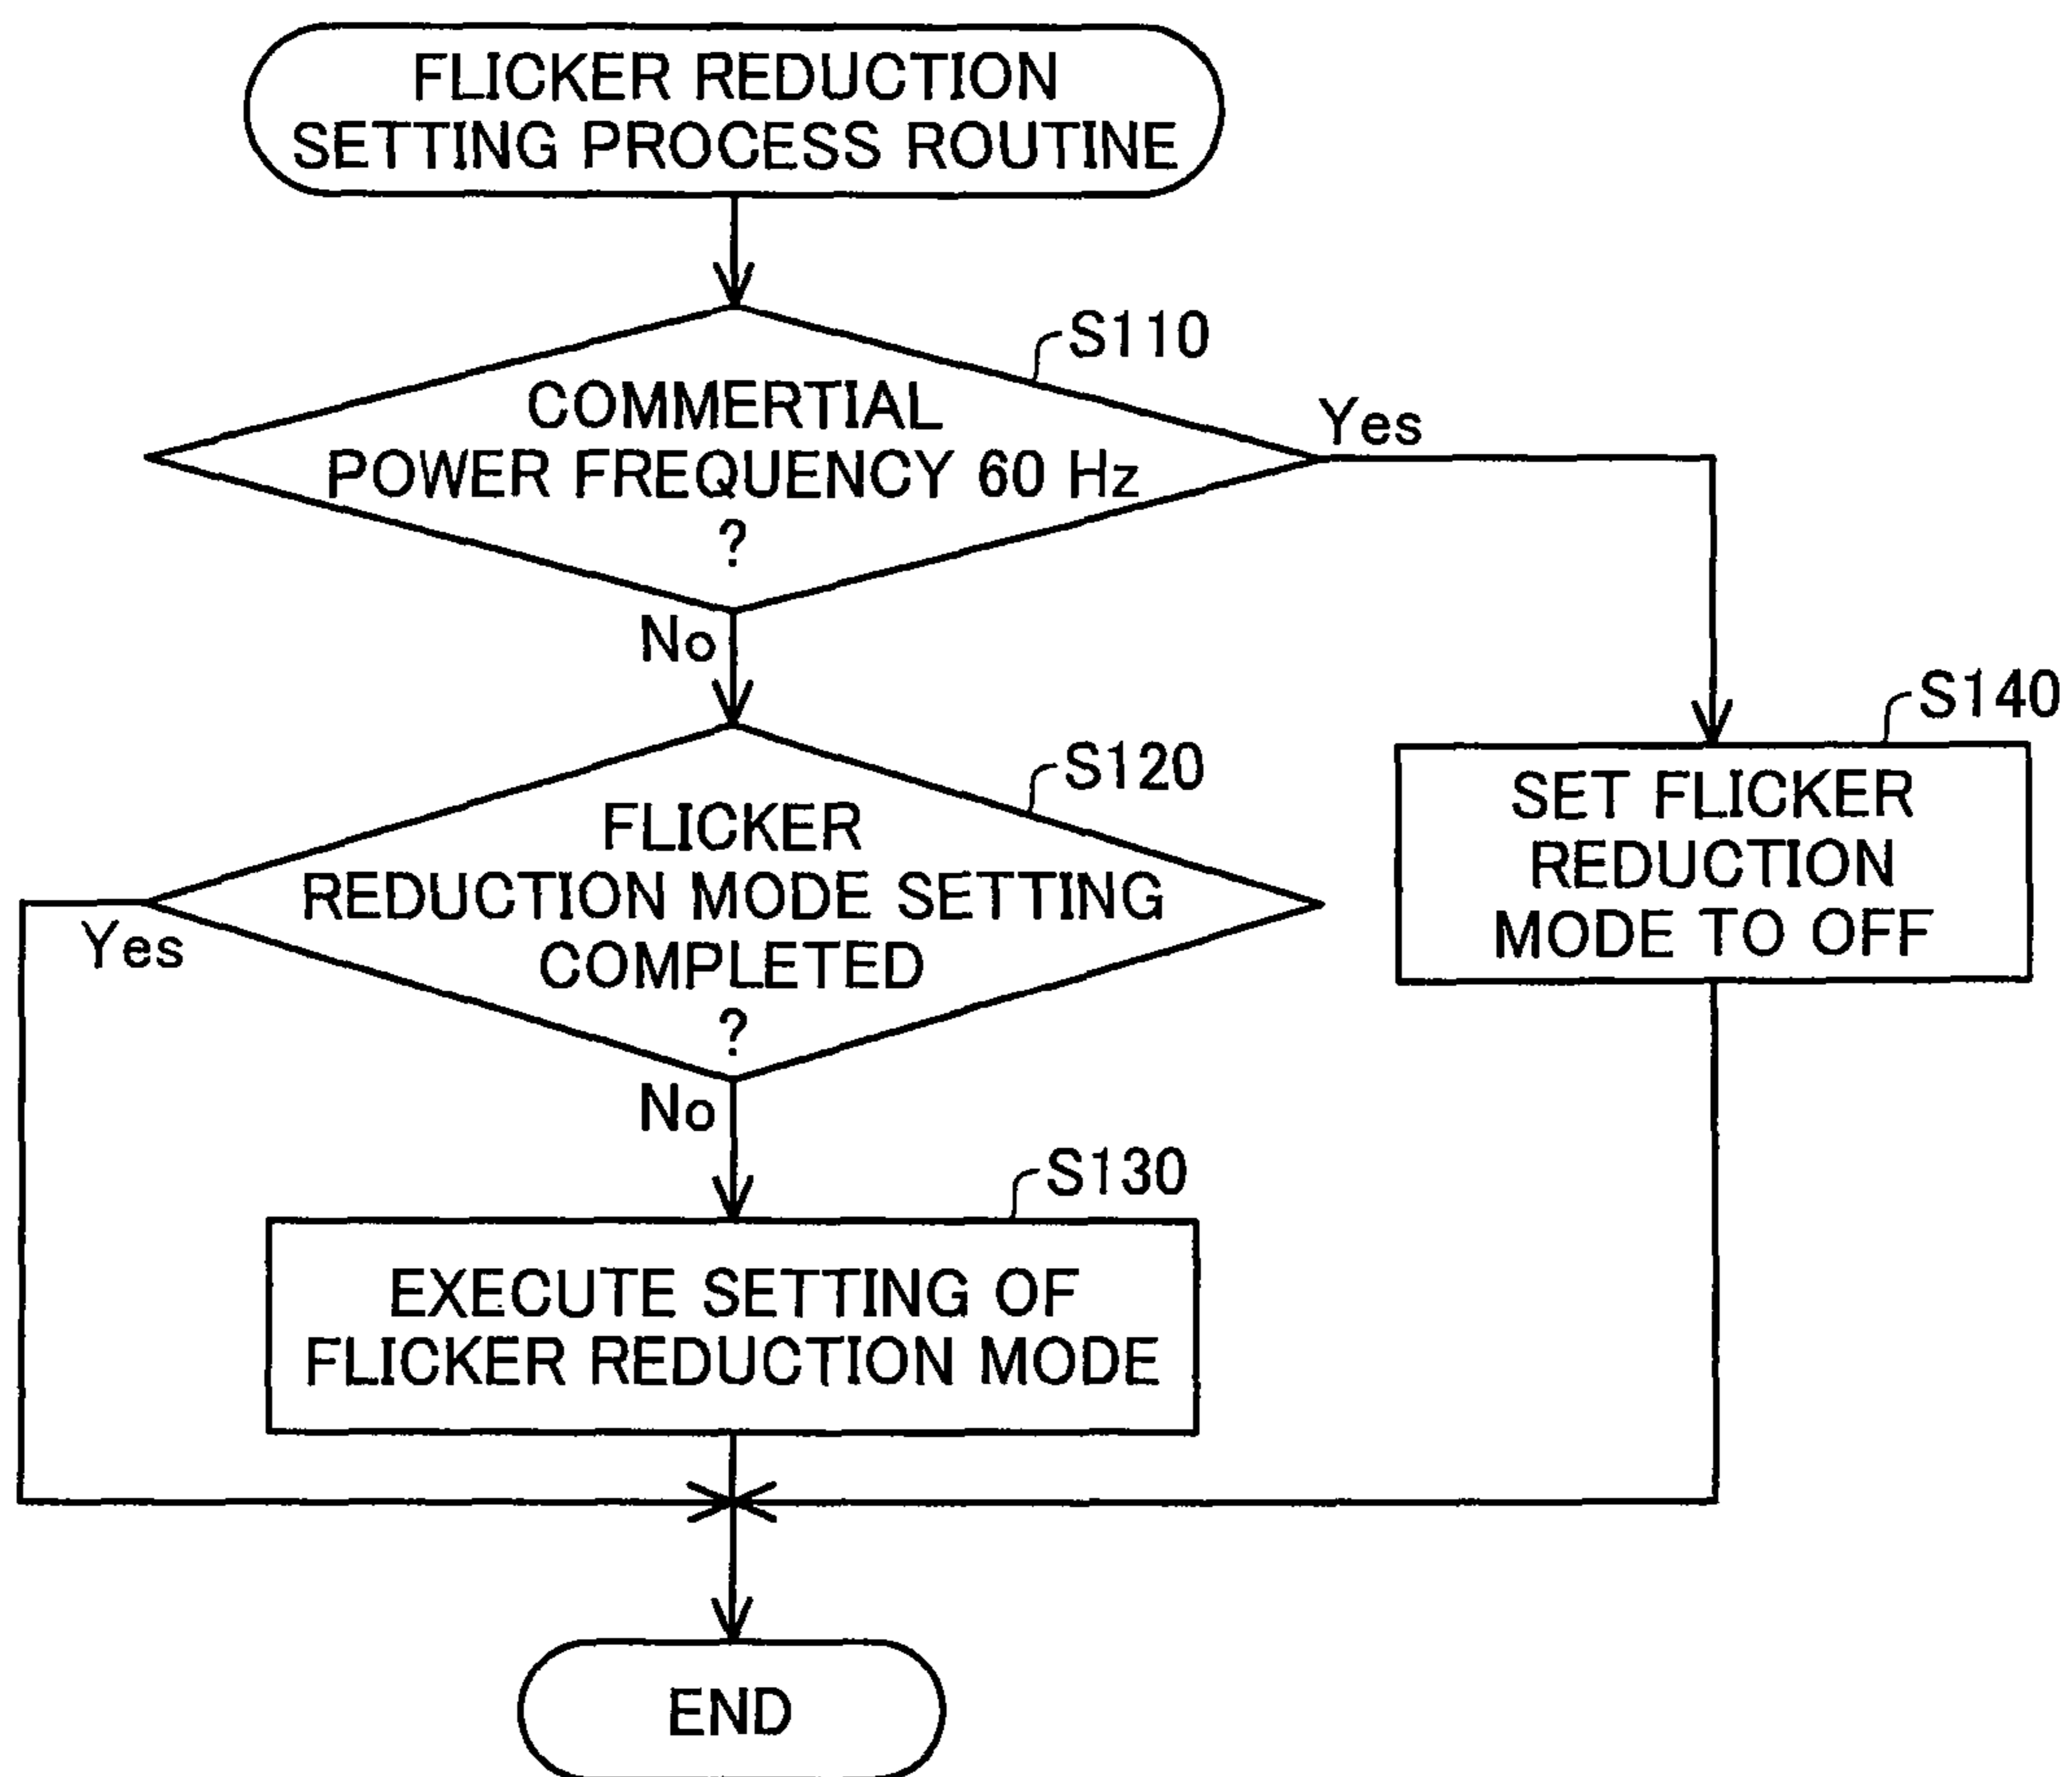 FLICKER REDUCTION
SETTING PROCESS ROUTINE
S110
COMMERTIAL
POWER FREQUENCY 60 Hz
?
Yes
No
S120
FLICKER
REDUCTION MODE SETTING
COMPLETED
?
Yes
No
S140
SET FLICKER
REDUCTION
MODE TO OFF
S130
EXECUTE SETTING OF
FLICKER REDUCTION MODE
END